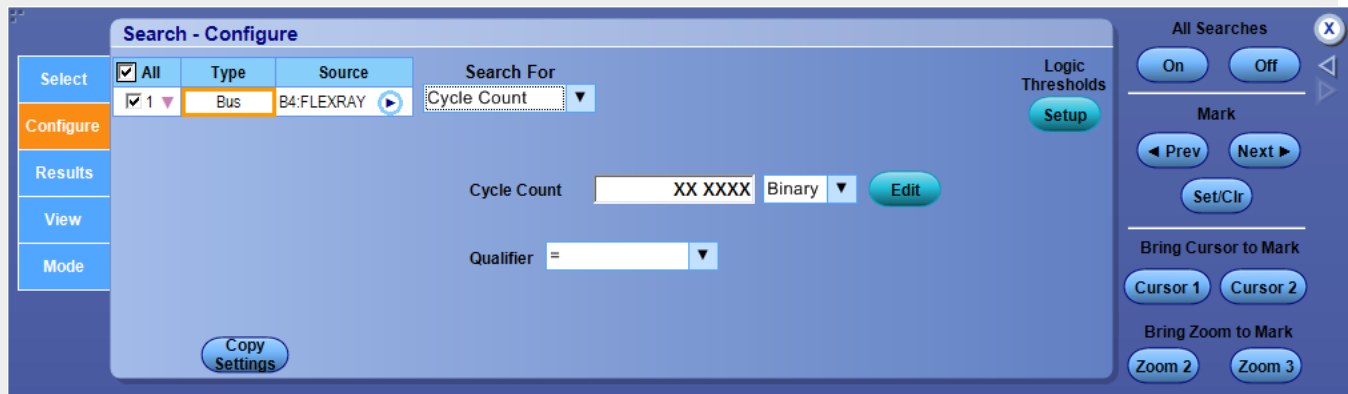 Search - Configure
Select
Configure
Results
View
Mode
All Type Source
1 Bus B4:FLEXRAY
Search For
Cycle Count
Logic
Thresholds
Setup
Cycle Count XX XXXX Binary Edit
Qualifier =
Copy
Settings
All Searches X
On Off
Mark
◄ Prev Next ►
Set/Clr
Bring Cursor to Mark
Cursor 1 Cursor 2
Bring Zoom to Mark
Zoom 2 Zoom 3